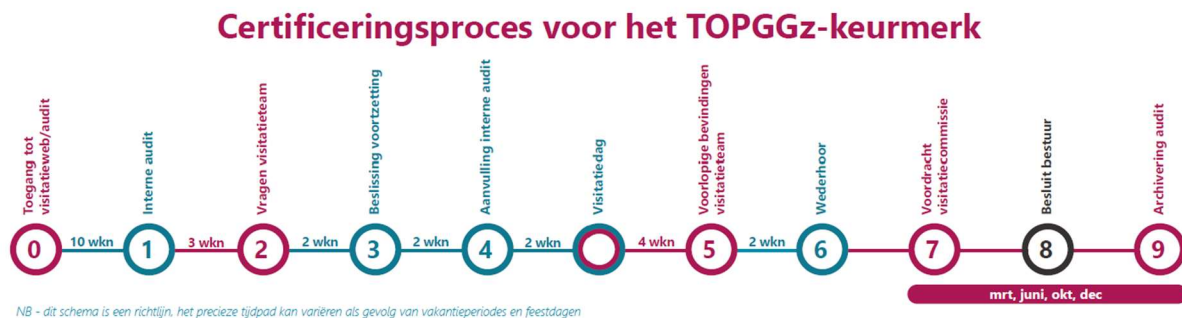 Certificeringsproces voor het TOPGGz-keurmerk
Toegang tot
visitatieweb/audit
Interne audit
Vragen visitatieteam
Beslissing voortzetting
Aanvulling interne audit
Visitatiedag
Voorlopige bevindingen
visitatieteam
Wederhoor
Voordracht
visitatiecommissie
Besluit bestuur
Archivering audit
0
10 wkn
1
3 wkn
2
2 wkn
3
2 wkn
4
2 wkn
4 wkn
5
2 wkn
6
7
8
9
mrt, juni, okt, dec
NB - dit schema is een richtlijn, het precieze tijdpad kan variëren als gevolg van vakantieperiodes en feestdagen